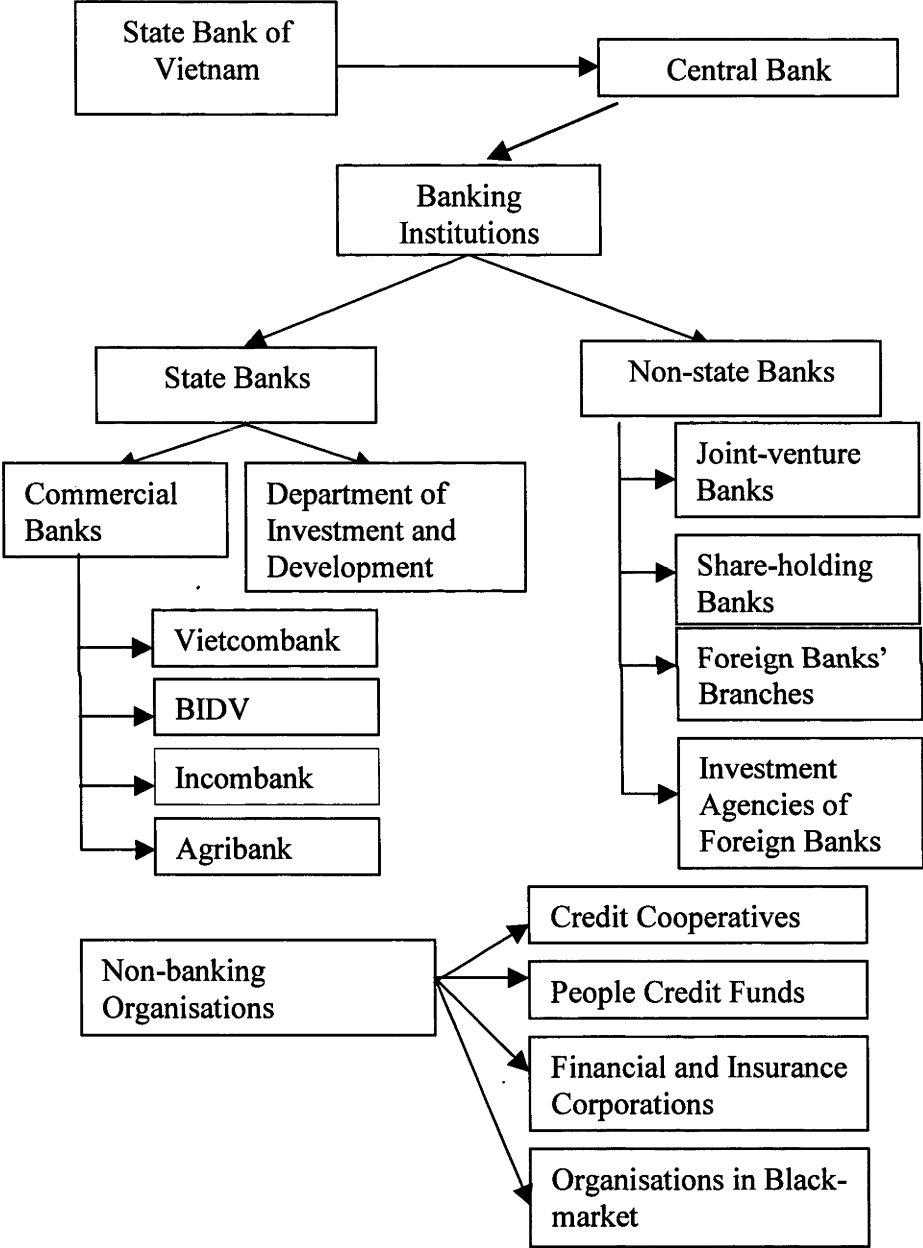 State Bank of
Vietnam
Central Bank
Banking
Institutions
State Banks
Non-state Banks
Commercial
Banks
Department of
Investment and
Development
Vietcombank
BIDV
Incombank
Agribank
Joint-venture
Banks
Share-holding
Banks
Foreign Banks’
Branches
Investment
Agencies of
Foreign Banks
Non-banking
Organisations
Credit Cooperatives
People Credit Funds
Financial and Insurance
Corporations
Organisations in Black-
market